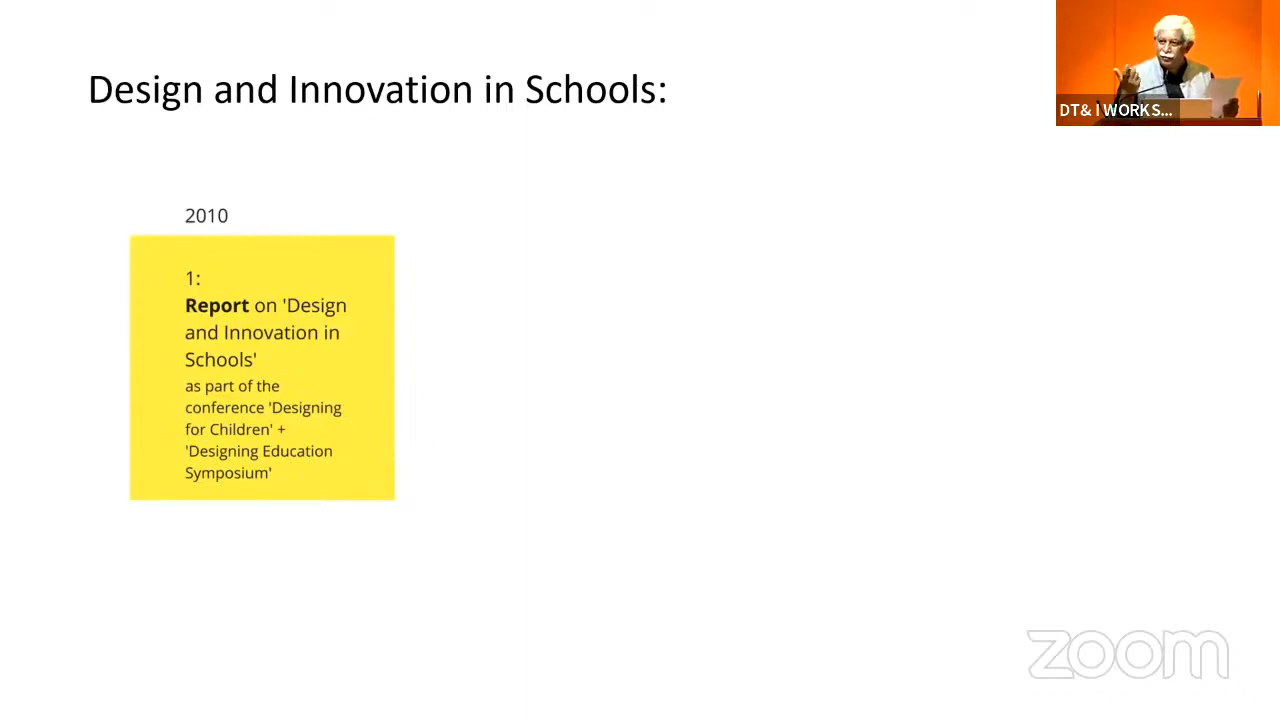 Design and Innovation in Schools:
DT& I WORKS...
2010
1:
Report on 'Design
and Innovation in
Schools'
as part of the
conference 'Designing
for Children' +
'Designing Education
Symposium'
zoom